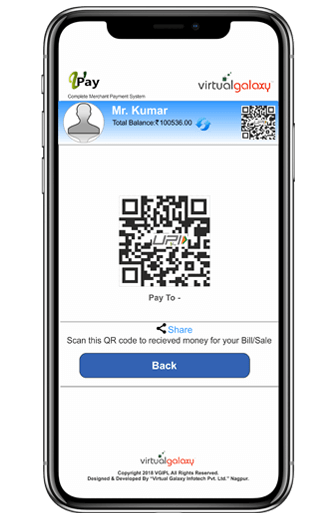 Pay
Complete Merchant Payment System
virtualgalaxy
Mr. Kumar
Total Balance:₹100536.00
UPI
Pay To -
Share
Scan this QR code to recieved money for your Bill/Sale
Back
virtualgalaxy
Copyright 2018 VGIPL All Rights Reserved.
Designed & Developed By "Virtual Galaxy Infotech Pvt. Ltd." Nagpur.